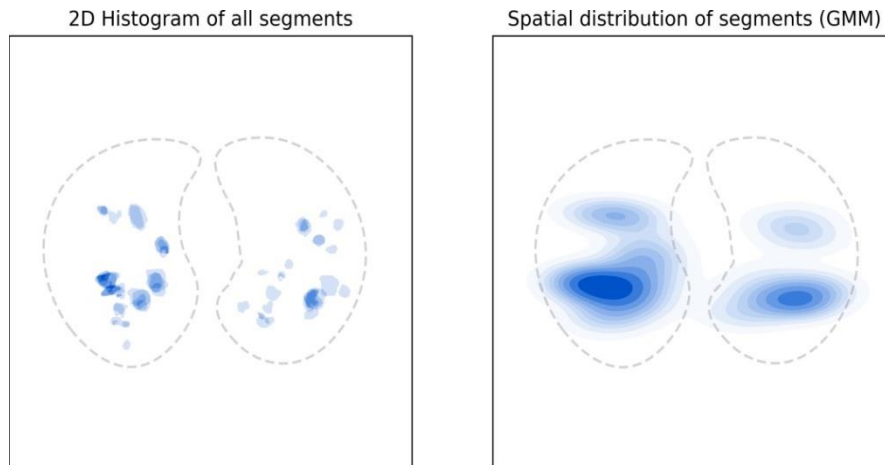 2D Histogram of all segments
Spatial distribution of segments (GMM)